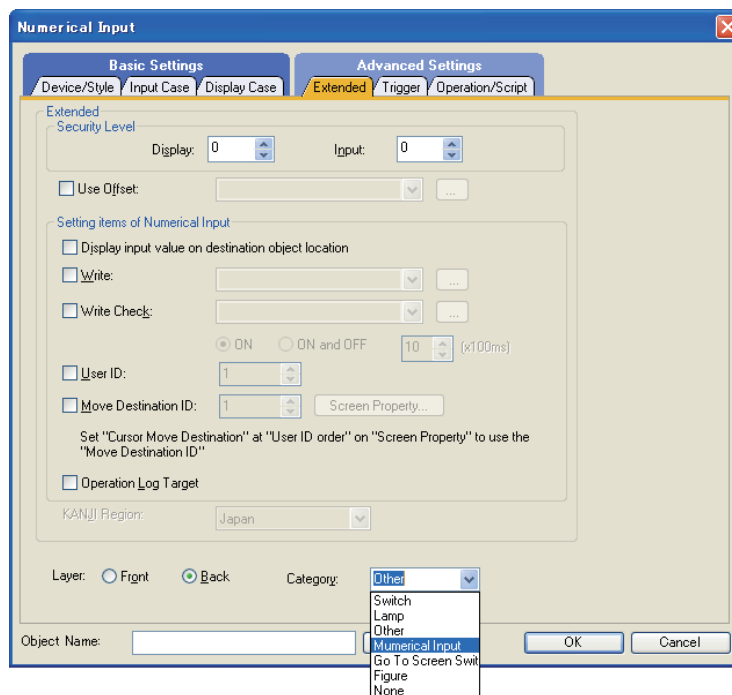 Numerical Input
Basic Settings
Advanced Settings
Device/Style Input Case Display Case Extended Trigger Operation/Script
Extended
Security Level
Display: 0 Input: 0
Use Offset: ...
Setting items of Numerical Input
Display input value on destination object location
Write: ...
Write Check: ...
ON ON and OFF 10 (x100ms)
User ID: 1
Move Destination ID: 1 Screen Property...
Set "Cursor Move Destination" at "User ID order" on "Screen Property" to use the
"Move Destination ID"
Operation Log Target
KANJI Region: Japan
Layer: Front Back Category: Other
Switch
Lamp
Other
Mumerical Input
Go To Screen Swit
Figure
None
Object Name: OK Cancel